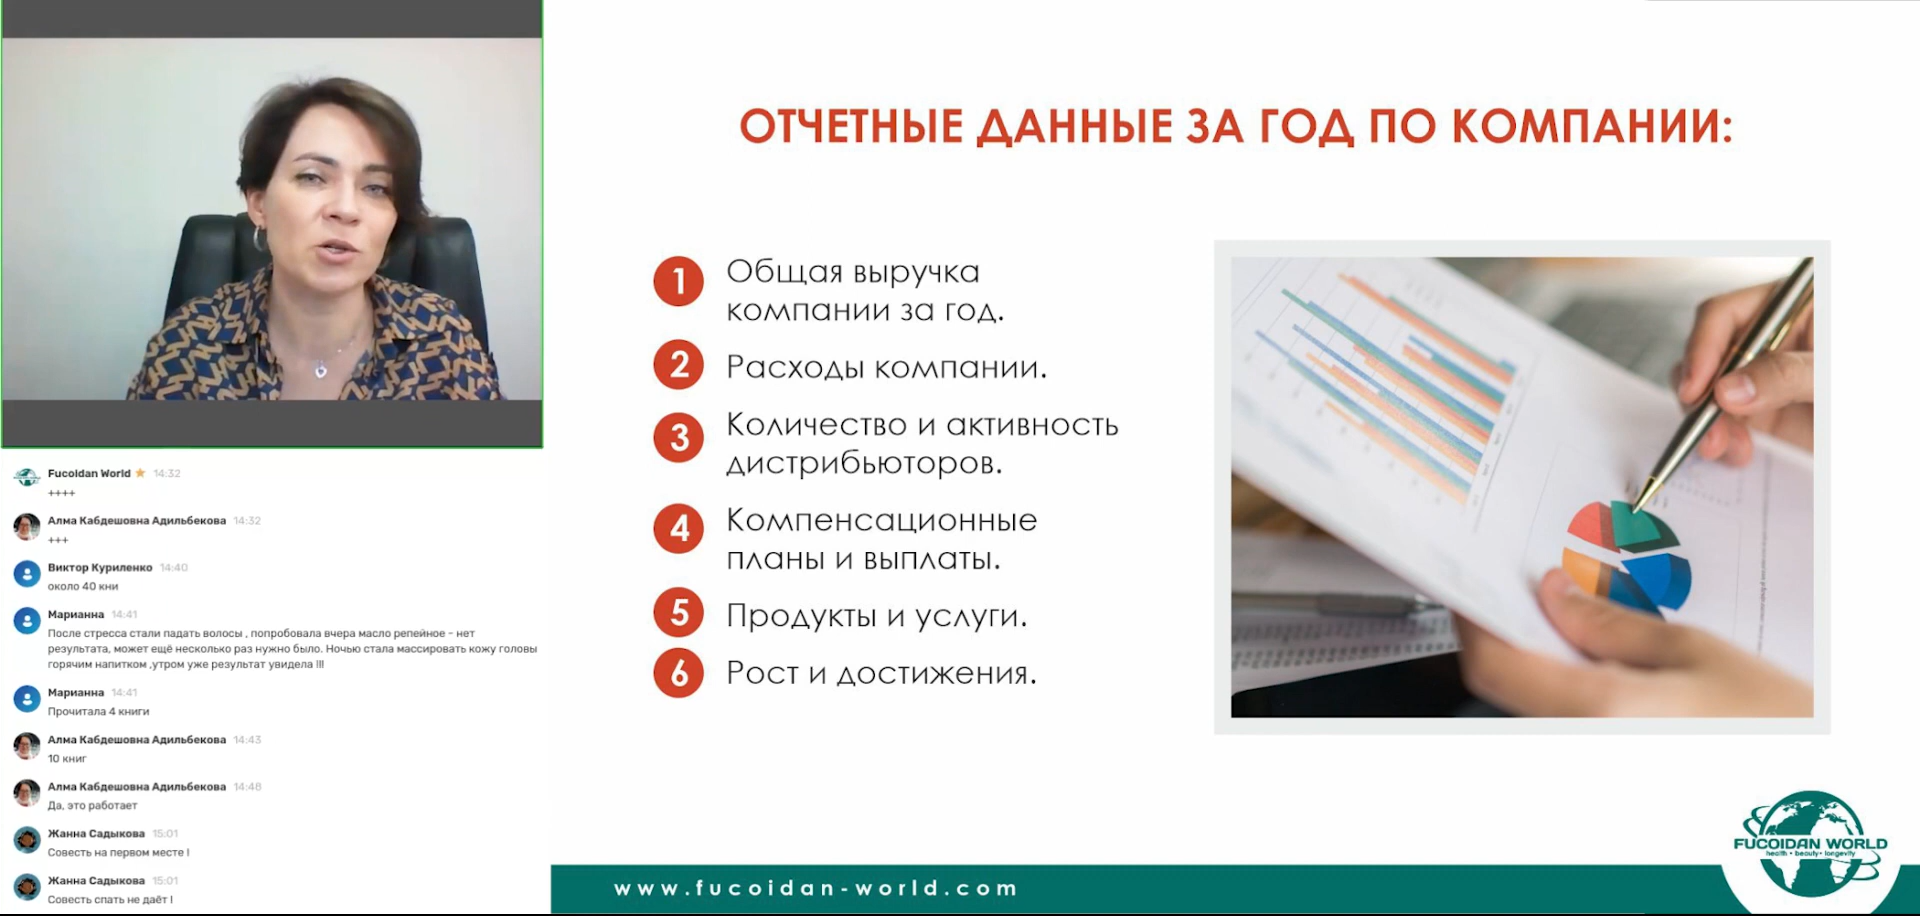 Fucoidan World 14:32
++++
Алма Кабдешовна Адильбекова 14:32
+++
Виктор Куриленко 14:40
около 40 кни
Марианна 14:41
После стресса стали падать волосы , попробовала вчера масло репейное - нет
результата, может ещё несколько раз нужно было. Ночью стала массировать кожу головы
горячим напитком ,утром уже результат увидела !!!
Марианна 14:41
Прочитала 4 книги
Алма Кабдешовна Адильбекова 14:43
10 книг
Алма Кабдешовна Адильбекова 14:48
Да, это работает
Жанна Садыкова 15:01
Совесть на первом месте !
Жанна Садыкова 15:01
Совесть спать не даёт !
ОТЧЕТНЫЕ ДАННЫЕ ЗА ГОД ПО КОМПАНИИ:
1 Общая выручка
компании за год.
2 Расходы компании.
3 Количество и активность
дистрибьюторов.
4 Компенсационные
планы и выплаты.
5 Продукты и услуги.
6 Рост и достижения.
FUCOIDAN WORLD
health • beauty • longevity
www.fucoidan-world.com